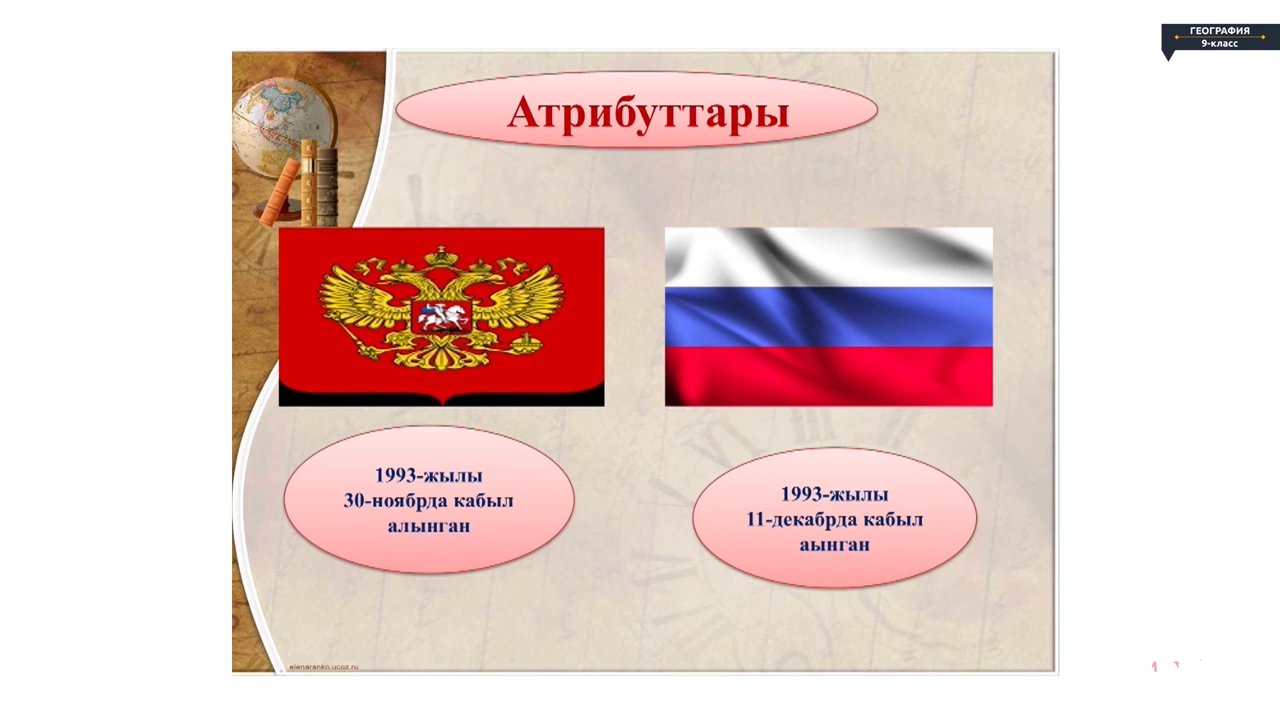 ГЕОГРАФИЯ
9-класс
Атрибуттары
1993-жылы
30-ноябрда кабыл
алынган
1993-жылы
11-декабрда кабыл
аынган
elenaranko.ucoz.ru